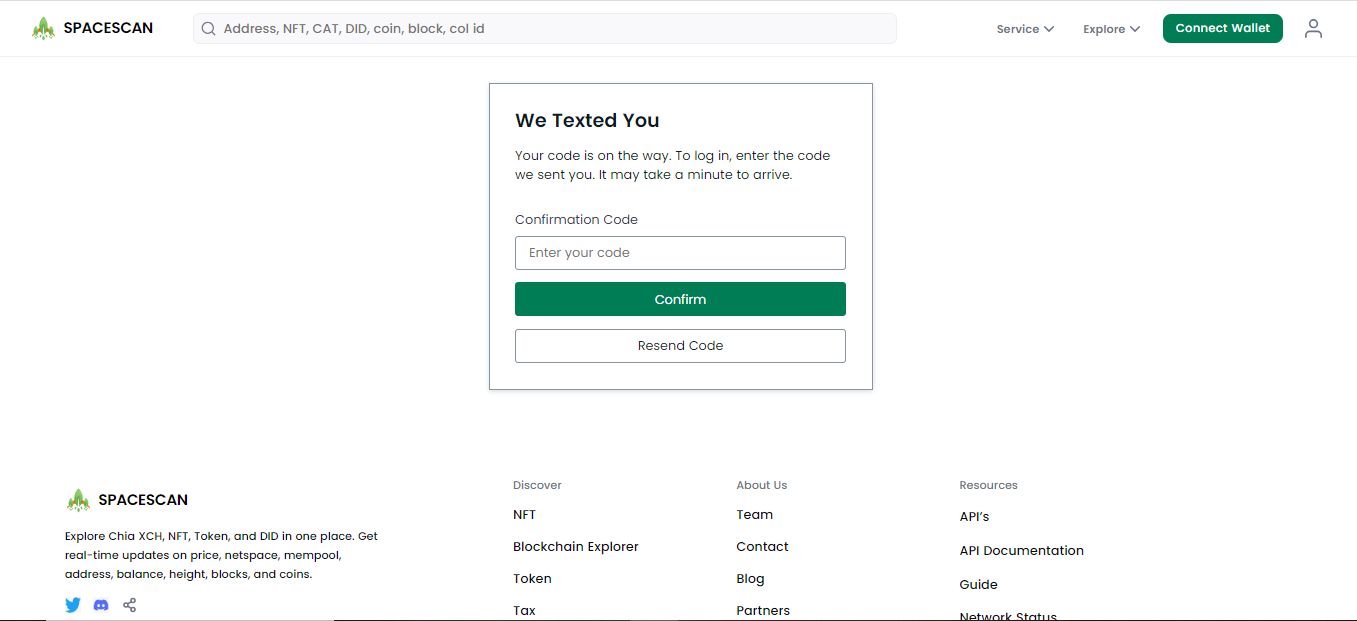 SPACESCAN
Address, NFT, CAT, DID, coin, block, col id
Service
Explore
Connect Wallet
We Texted You
Your code is on the way. To log in, enter the code
we sent you. It may take a minute to arrive.
Confirmation Code
Enter your code
Confirm
Resend Code
SPACESCAN
Explore Chia XCH, NFT, Token, and DID in one place. Get
real-time updates on price, netspace, mempool,
address, balance, height, blocks, and coins.
Discover
NFT
Blockchain Explorer
Token
Tax
About Us
Team
Contact
Blog
Partners
Resources
API’s
API Documentation
Guide
Network Status